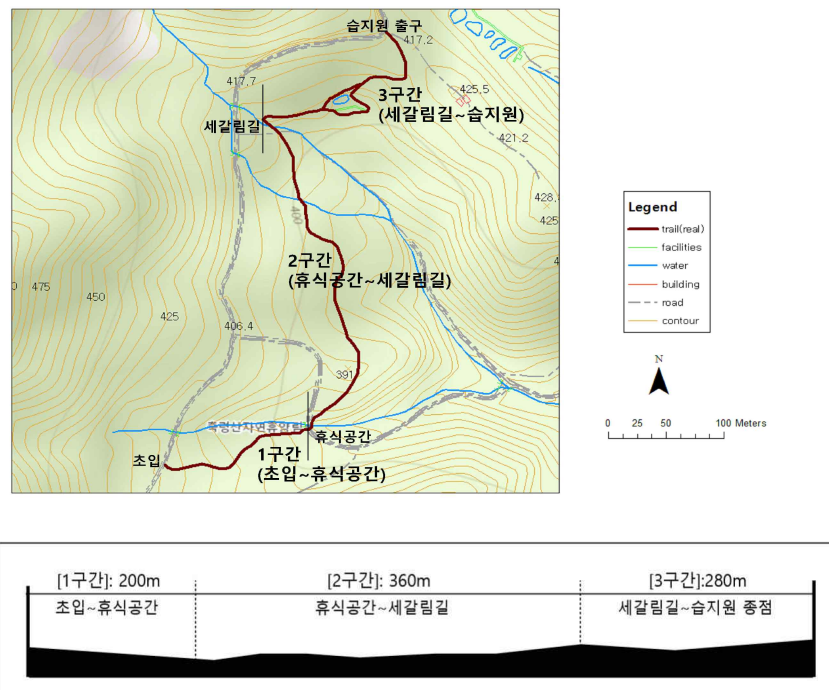 습지원 출구
417.2
417.7
425.5
3구간
(세갈림길~습지원)
세갈림길
421.2
428.
400
425
2구간
(휴식공간~세갈림길)
4
0
475
450
425
406.4
391
휴식공간
초입
1구간
(초입~휴식공간)
Legend
trail(real)
facilities
water
building
road
contour
N
0 25 50 100 Meters
[1구간]: 200m
[2구간]: 360m
[3구간]:280m
초입~휴식공간
휴식공간~세갈림길
세갈림길~습지원 종점